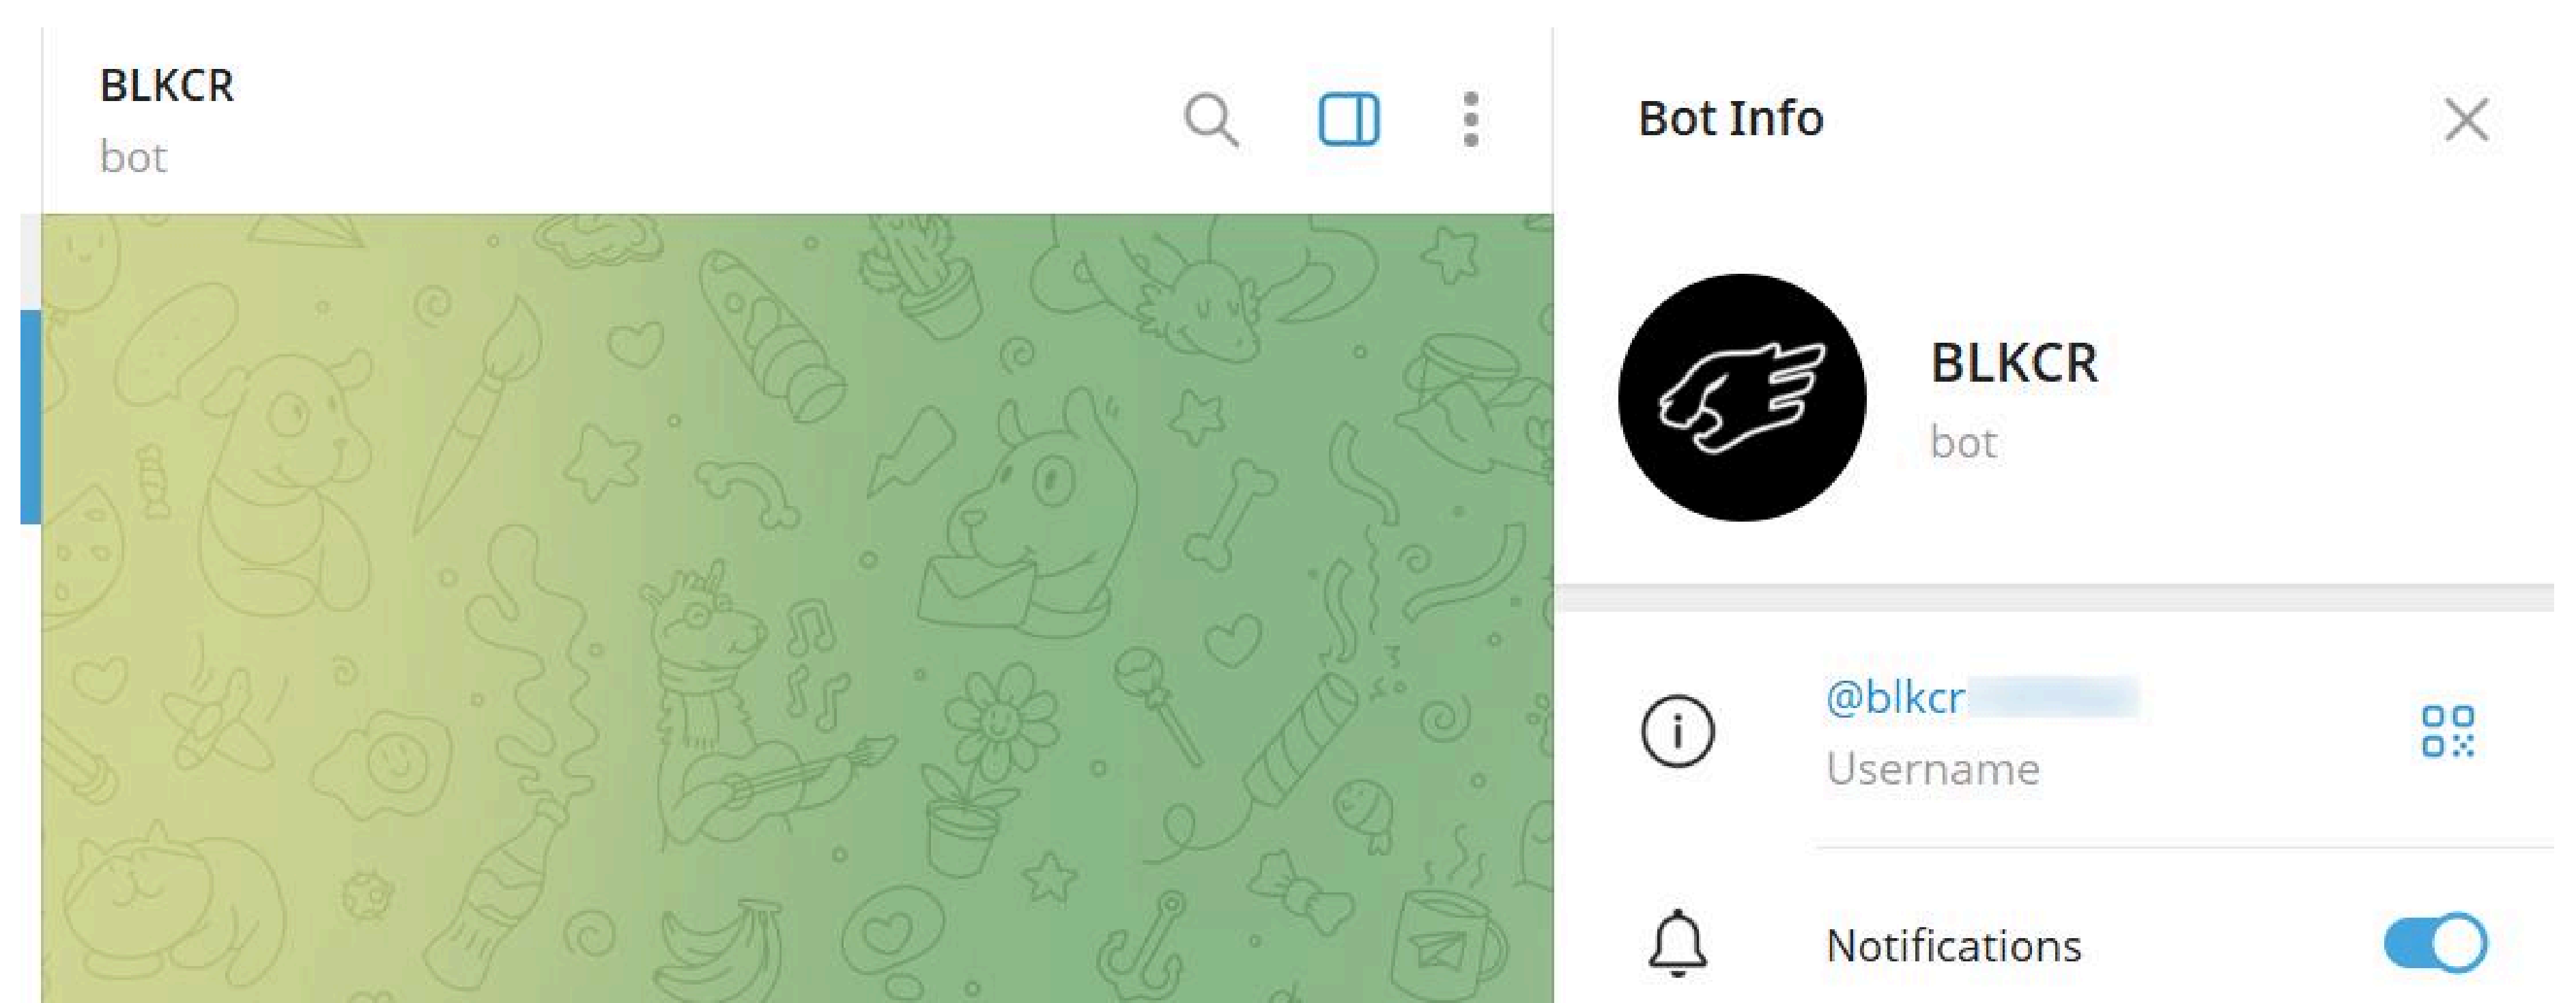 BLKCR
bot
Bot Info
BLKCR
bot
@blkcr
Username
Notifications